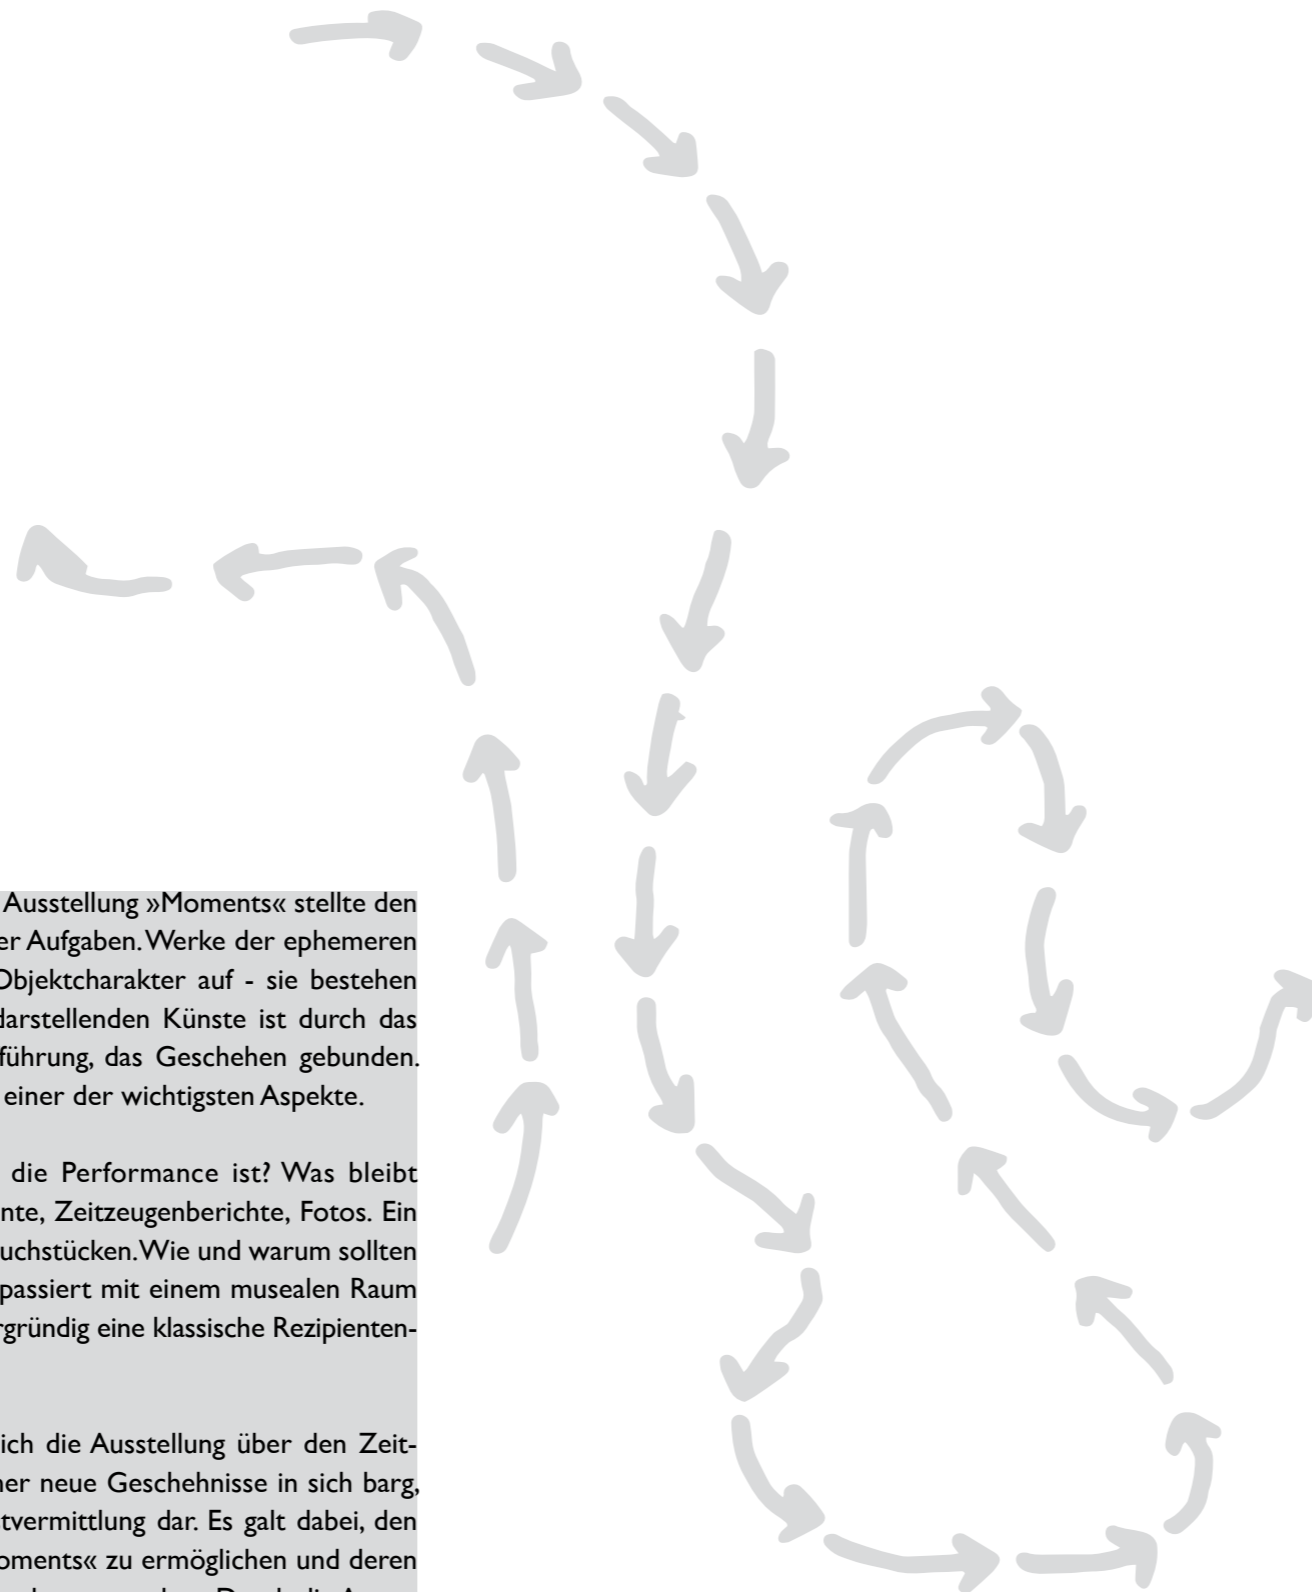 Ausstellung »Moments« stellte den
er Aufgaben. Werke der ephemeren
Objektcharakter auf - sie bestehen
darstellenden Künste ist durch das
führung, das Geschehen gebunden.
einer der wichtigsten Aspekte.
die Performance ist? Was bleibt
nte, Zeitzeugenberichte, Fotos. Ein
uchstücken. Wie und warum sollten
passiert mit einem musealen Raum
rgründig eine klassische Rezipienten-
ich die Ausstellung über den Zeit-
ner neue Geschehnisse in sich barg,
tvermittlung dar. Es galt dabei, den
oments« zu ermöglichen und deren